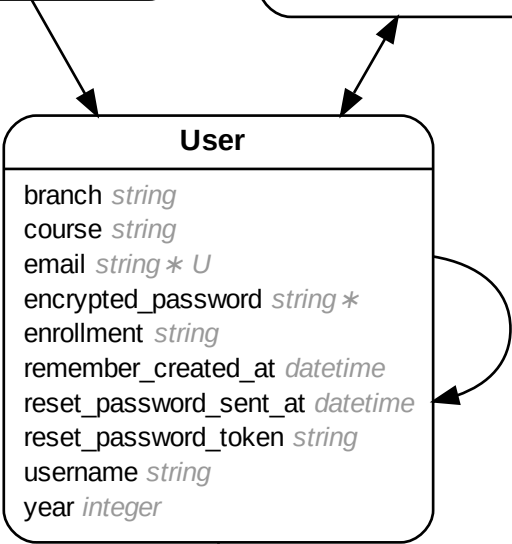 User
branch string
course string
email string∗ U
encrypted_password string∗
enrollment string
remember_created_at datetime
reset_password_sent_at datetime
reset_password_token string
username string
year integer